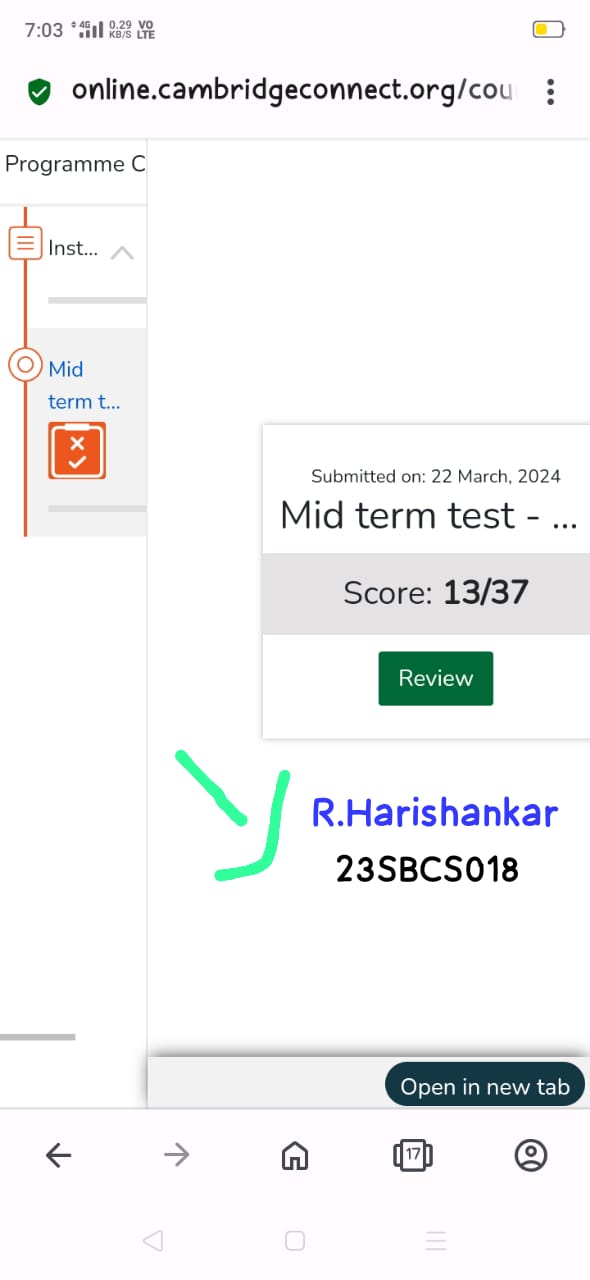 7:03 4G 0.29 KB/S VO LTE
online.cambridgeconnect.org/cou
Programme C
Inst...
Mid
term t...
Submitted on: 22 March, 2024
Mid term test - ...
Score: 13/37
Review
R.Harishankar
23SBCS018
Open in new tab
17